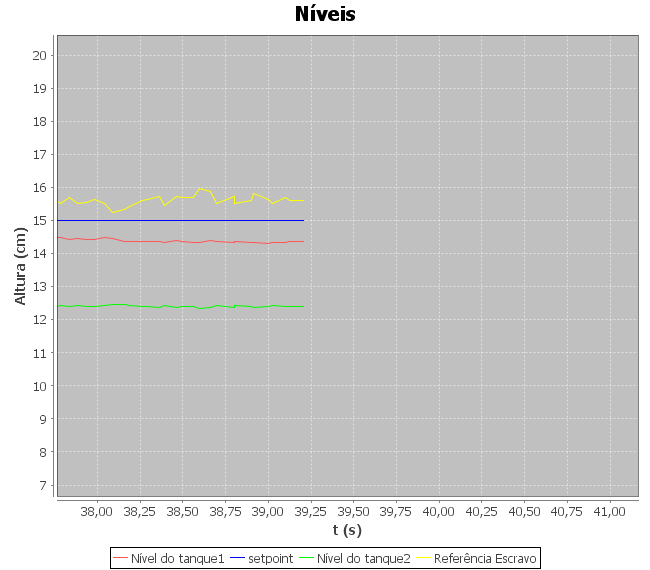 Níveis
20
19
18
17
16
15
14
13
12
11
10
9
8
7
Altura (cm)
38,00 38,25 38,50 38,75 39,00 39,25 39,50 39,75 40,00 40,25 40,50 40,75 41,00
t (s)
Nível do tanque1 setpoint Nível do tanque2 Referência Escravo